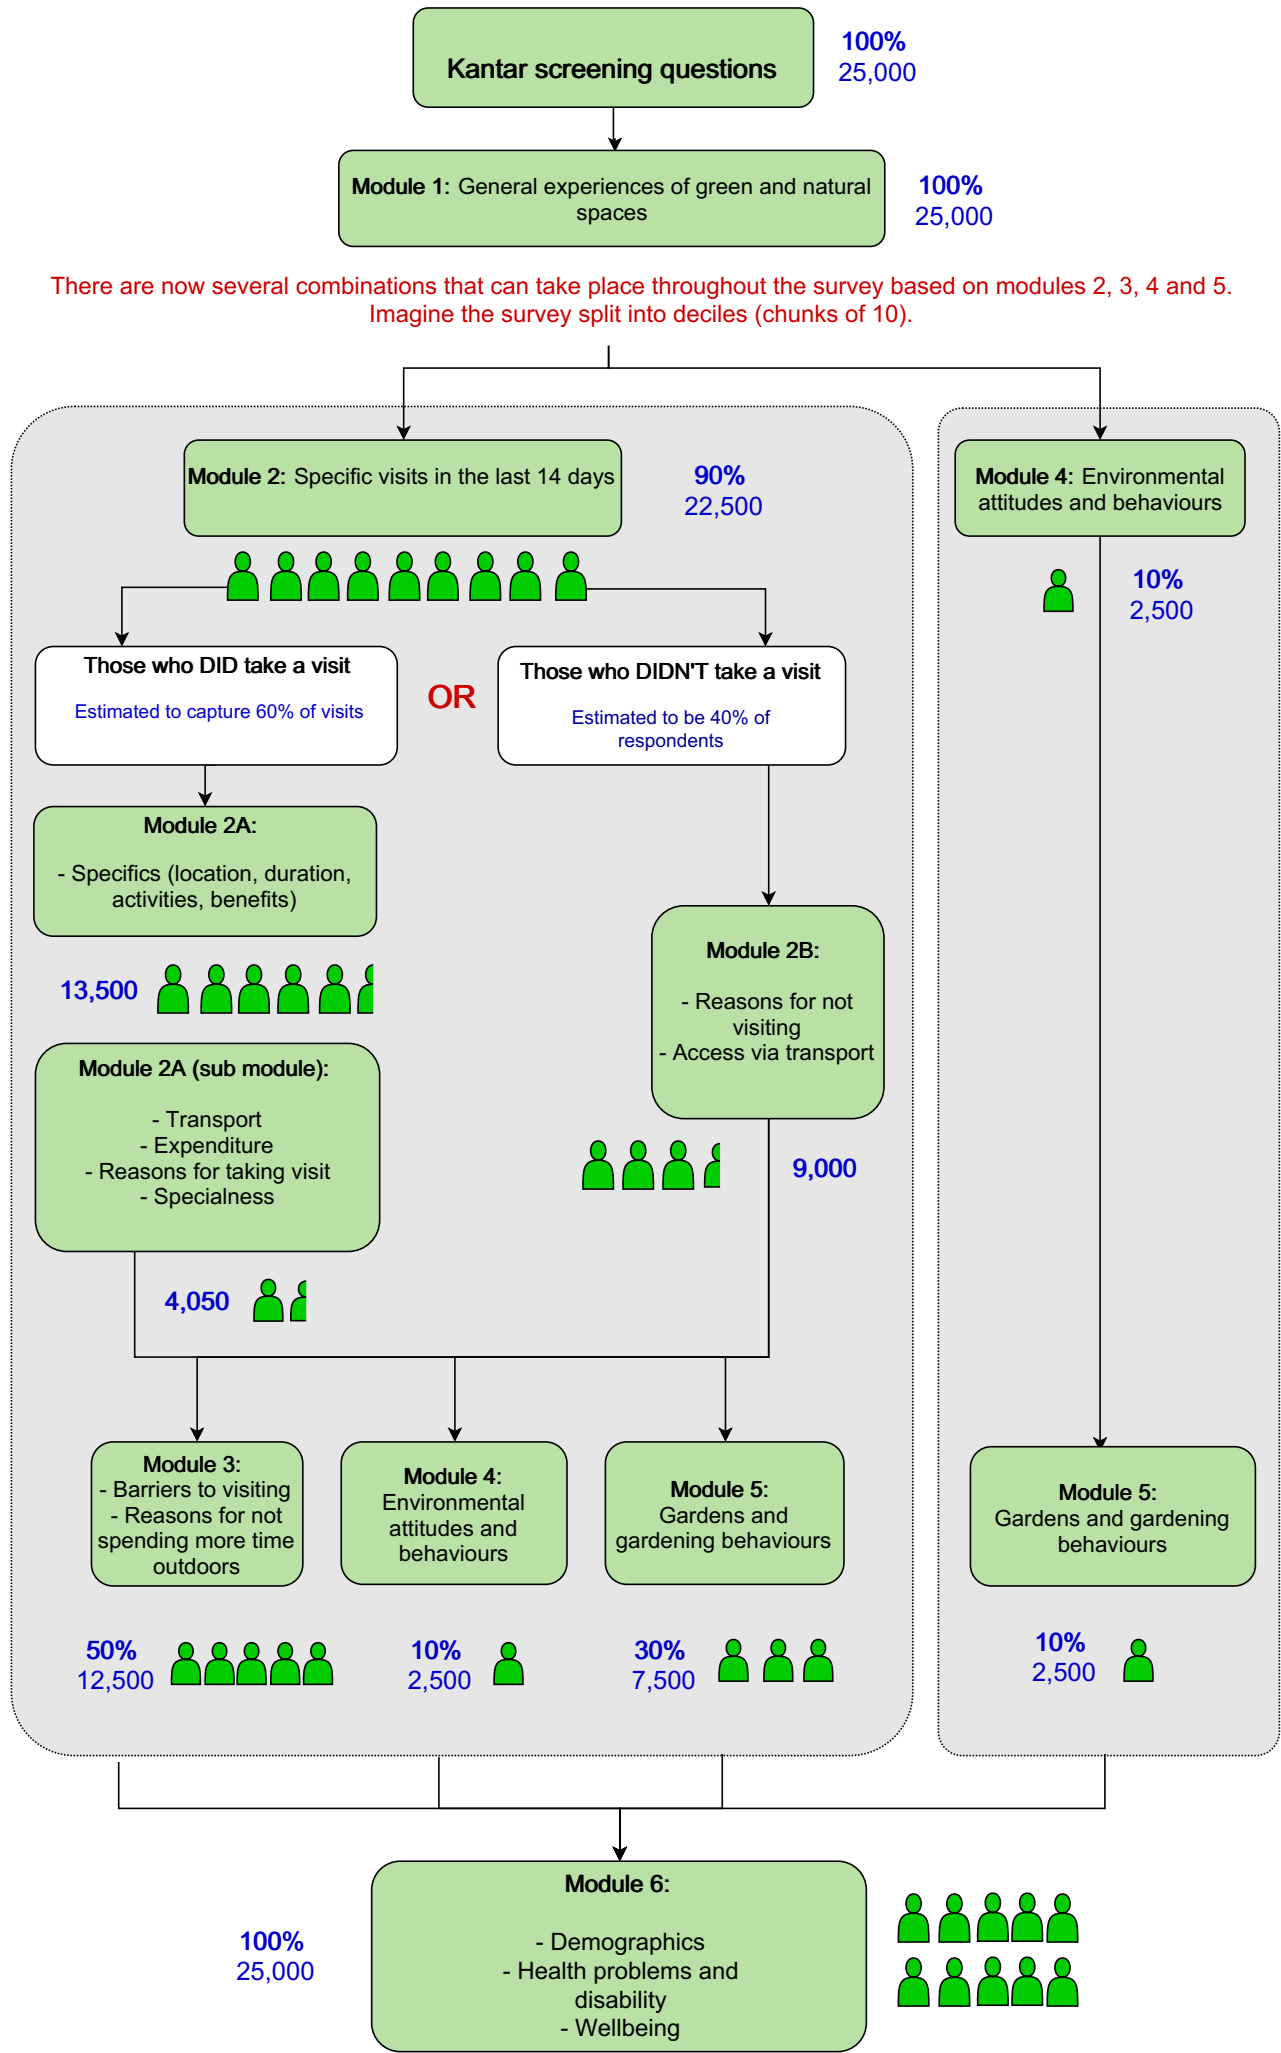 Kantar screening questions
100%
25,000
Module 1: General experiences of green and natural
spaces
100%
25,000
There are now several combinations that can take place throughout the survey based on modules 2, 3, 4 and 5.
Imagine the survey split into deciles (chunks of 10).
Module 2: Specific visits in the last 14 days
90%
22,500
Module 4: Environmental
attitudes and behaviours
10%
2,500
Those who DID take a visit
Estimated to capture 60% of visits
OR
Those who DIDN'T take a visit
Estimated to be 40% of
respondents
Module 2A:
- Specifics (location, duration,
activities, benefits)
13,500
Module 2B:
- Reasons for not
visiting
- Access via transport
9,000
Module 2A (sub module):
- Transport
- Expenditure
- Reasons for taking visit
- Specialness
4,050
Module 3:
- Barriers to visiting
- Reasons for not
spending more time
outdoors
Module 4:
Environmental
attitudes and
behaviours
Module 5:
Gardens and
gardening behaviours
Module 5:
Gardens and gardening
behaviours
50%
12,500
10%
2,500
30%
7,500
10%
2,500
Module 6:
- Demographics
- Health problems and
disability
- Wellbeing
100%
25,000